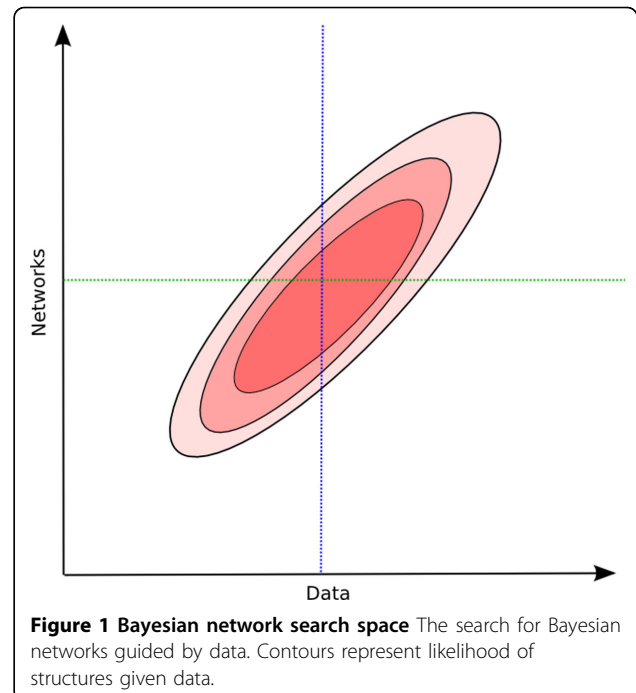 Networks
Data
Figure 1 Bayesian network search space The search for Bayesian
networks guided by data. Contours represent likelihood of
structures given data.